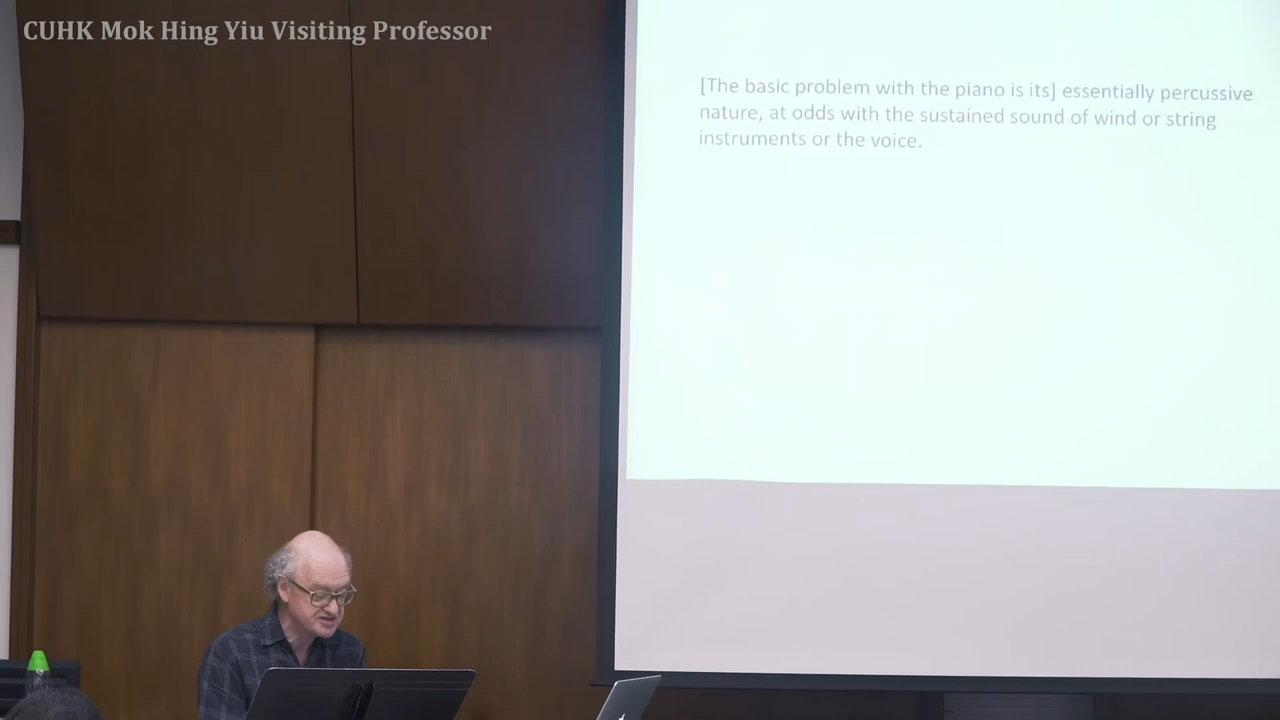 CUHK Mok Hing Yiu Visiting Professor
[The basic problem with the piano is its] essentially percussive
nature, at odds with the sustained sound of wind or string
instruments or the voice.